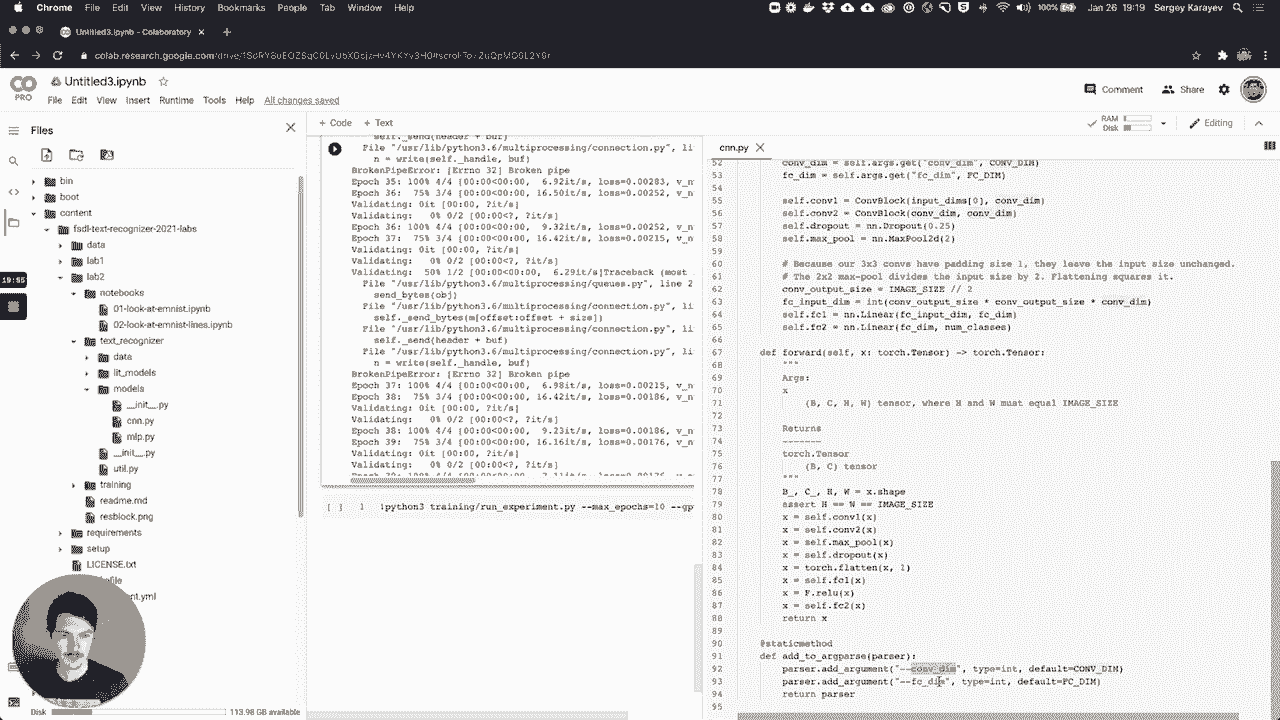 Chrome File Edit View History Bookmarks People Tab Window Help 100% Jan 26 19:19 Sergey Karayev
Untitled3.ipynb - Colaboratory
Untitled3.ipynb
PRO
File Edit View Insert Runtime Tools Help All changes saved
Comment Share
Files
+ Code + Text
RAM
Disk
Editing
bin
boot
content
fsdl-text-recognizer-2021-labs
data
lab1
lab2
notebooks
01-look-at-emnist.ipynb
02-look-at-emnist-lines.ipynb
text_recognizer
data
lit_models
models
__init__.py
cnn.py
mlp.py
__init__.py
util.py
training
readme.md
resblock.png
requirements
setup
LICENSE.txt
Disk 113.98 GB available
19:55
self._send(header + buf)
File "/usr/lib/python3.6/multiprocessing/connection.py", li
n = write(self._handle, buf)
BrokenPipeError: [Errno 32] Broken pipe
Epoch 35: 100% 4/4 [00:00<00:00, 6.92it/s, loss=0.00283, v_n
Epoch 36: 75% 3/4 [00:00<00:00, 16.50it/s, loss=0.00252, v_n
Validating: 0it [00:00, ?it/s]
Validating: 0% 0/2 [00:00<?, ?it/s]
Epoch 36: 100% 4/4 [00:00<00:00, 9.32it/s, loss=0.00252, v_n
Epoch 37: 75% 3/4 [00:00<00:00, 16.42it/s, loss=0.00215, v_n
Validating: 0it [00:00, ?it/s]
Validating: 0% 0/2 [00:00<?, ?it/s]
Validating: 50% 1/2 [00:00<00:00, 6.29it/s]Traceback (most
File "/usr/lib/python3.6/multiprocessing/queues.py", line 2
send_bytes(obj)
File "/usr/lib/python3.6/multiprocessing/connection.py", li
self._send_bytes(m[offset:offset + size])
File "/usr/lib/python3.6/multiprocessing/connection.py", li
self._send(header + buf)
File "/usr/lib/python3.6/multiprocessing/connection.py", li
n = write(self._handle, buf)
BrokenPipeError: [Errno 32] Broken pipe
Epoch 37: 100% 4/4 [00:00<00:00, 6.98it/s, loss=0.00215, v_n
Epoch 38: 75% 3/4 [00:00<00:00, 16.42it/s, loss=0.00186, v_n
Validating: 0it [00:00, ?it/s]
Validating: 0% 0/2 [00:00<?, ?it/s]
Epoch 38: 100% 4/4 [00:00<00:00, 9.23it/s, loss=0.00186, v_n
Epoch 39: 75% 3/4 [00:00<00:00, 16.16it/s, loss=0.00176, v_n
Validating: 0it [00:00, ?it/s]
Validating: 0% 0/2 [00:00<?, ?it/s]
[ ] 1 !python3 training/run_experiment.py --max_epochs=10 --gp
cnn.py
52 conv_dim = self.args.get("conv_dim", CONV_DIM)
53 fc_dim = self.args.get("fc_dim", FC_DIM)
54
55 self.conv1 = ConvBlock(input_dims[0], conv_dim)
56 self.conv2 = ConvBlock(conv_dim, conv_dim)
57 self.dropout = nn.Dropout(0.25)
58 self.max_pool = nn.MaxPool2d(2)
59
60 # Because our 3x3 convs have padding size 1, they leave the input size unchanged.
61 # The 2x2 max-pool divides the input size by 2. Flattening squares it.
62 conv_output_size = IMAGE_SIZE // 2
63 fc_input_dim = int(conv_output_size * conv_output_size * conv_dim)
64 self.fc1 = nn.Linear(fc_input_dim, fc_dim)
65 self.fc2 = nn.Linear(fc_dim, num_classes)
66
67 def forward(self, x: torch.Tensor) -> torch.Tensor:
68 """
69 Args:
70 x
71 (B, C, H, W) tensor, where H and W must equal IMAGE_SIZE
72
73 Returns
74 -------
75 torch.Tensor
76 (B, C) tensor
77 """
78 B_, C_, H, W = x.shape
79 assert H == W == IMAGE_SIZE
80 x = self.conv1(x)
81 x = self.conv2(x)
82 x = self.max_pool(x)
83 x = self.dropout(x)
84 x = torch.flatten(x, 1)
85 x = self.fc1(x)
86 x = F.relu(x)
87 x = self.fc2(x)
88 return x
89
90 @staticmethod
91 def add_to_argparse(parser):
92 parser.add_argument("--conv_dim", type=int, default=CONV_DIM)
93 parser.add_argument("--fc_dim", type=int, default=FC_DIM)
94 return parser
95